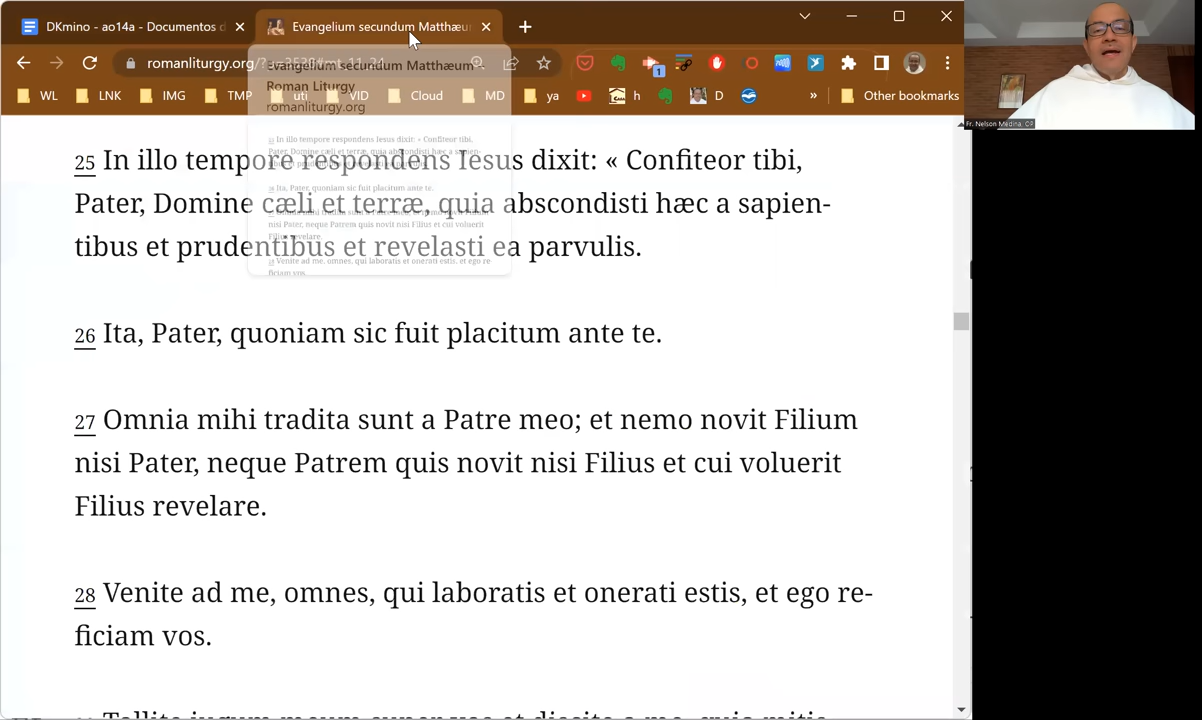 DKmino - ao14a - Documentos d
Evangelium secundum Matthæu
romanliturgy.org/
Evangelium secundum Matthæum -
Roman Liturgy
romanliturgy.org
1
WL LNK IMG TMP uti VID Cloud MD ya h D » Other bookmarks
Fr. Nelson Medina, OP
25 In illo tempore respondens Iesus dixit: « Confiteor tibi,
Pater, Domine cæli et terræ, quia abscondisti hæc a sapien-
tibus et prudentibus et revelasti ea parvulis.
26 Ita, Pater, quoniam sic fuit placitum ante te.
27 Omnia mihi tradita sunt a Patre meo; et nemo novit Filium
nisi Pater, neque Patrem quis novit nisi Filius et cui voluerit
Filius revelare.
28 Venite ad me, omnes, qui laboratis et onerati estis, et ego re-
ficiam vos.